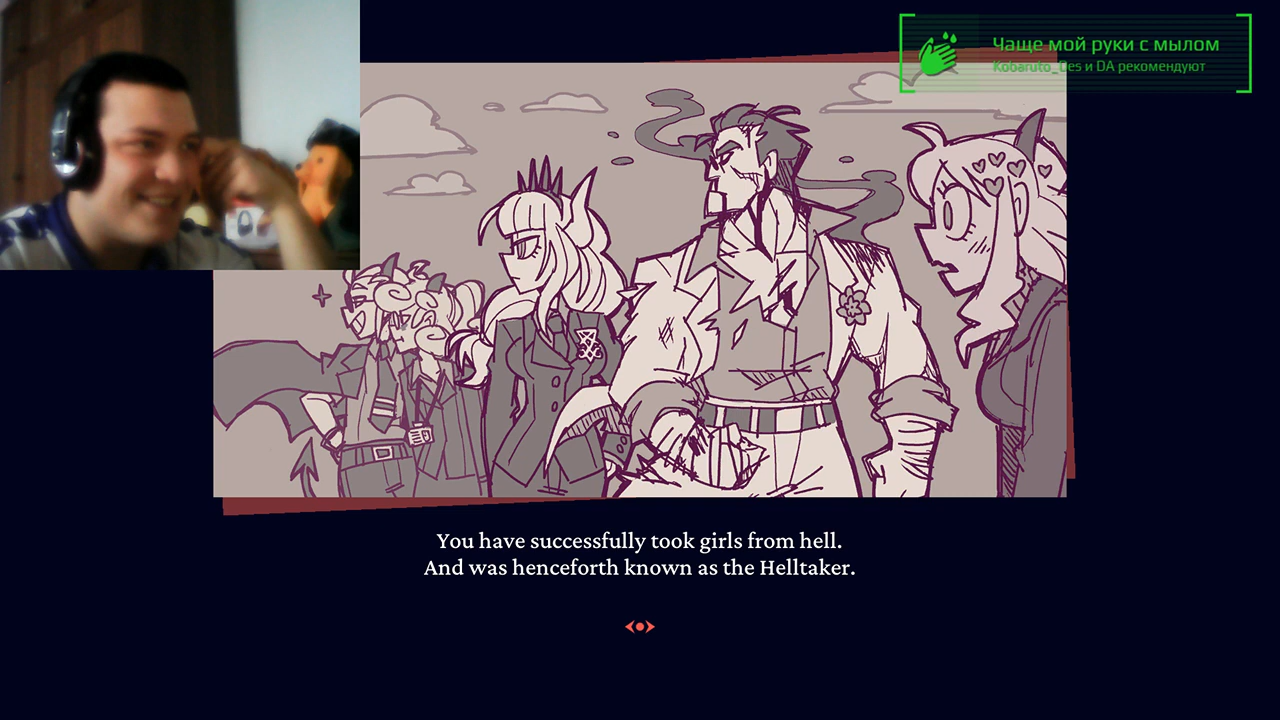 Чаще мой руки с мылом
Kobaruto_Des и DA рекомендуют
You have successfully took girls from hell.
And was henceforth known as the Helltaker.